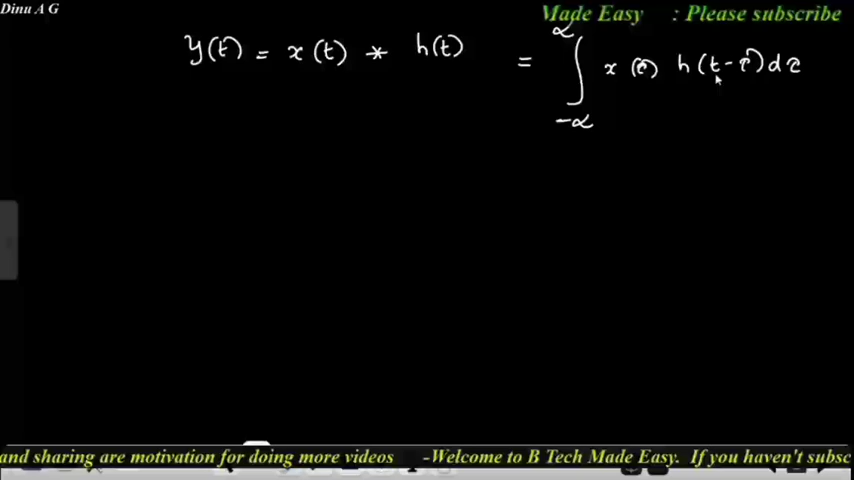 Dinu A G
Made Easy : Please subscribe
y(t) = x(t) * h(t) = ∫_{-∝}^{∝} x(τ) h(t-τ)dτ
and sharing are motivation for doing more videos -Welcome to B Tech Made Easy. If you haven't subsc